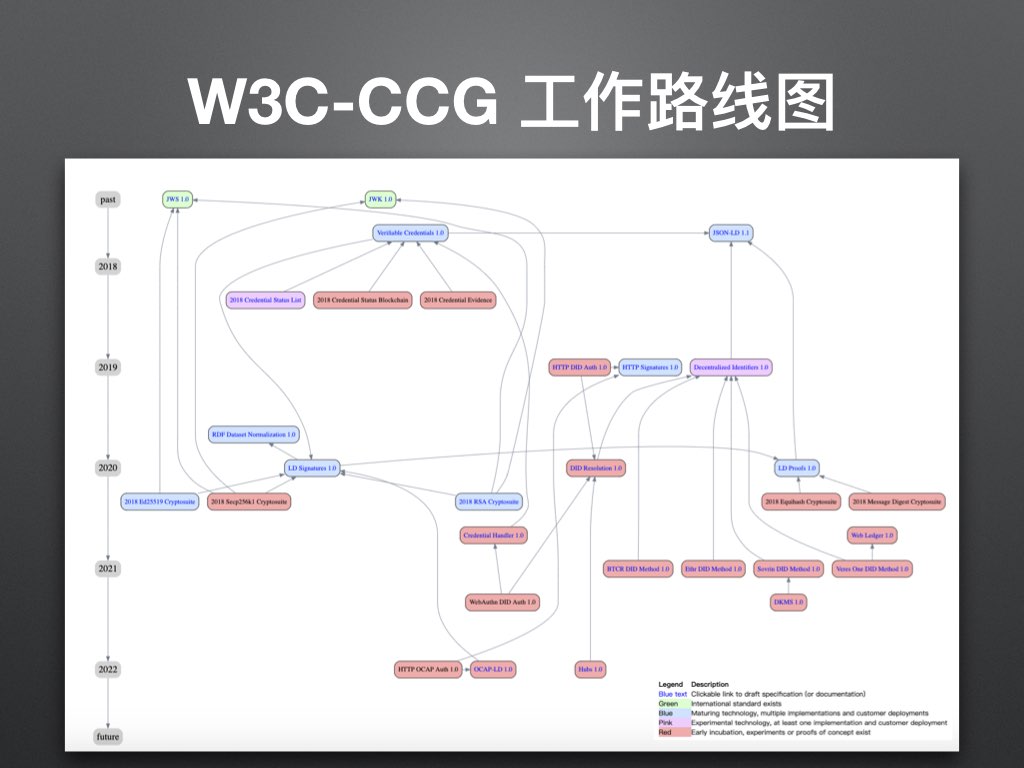 W3C-CCG 工作路线图
past
JWS 1.0
JWK 1.0
Verifiable Credentials 1.0
JSON-LD 1.1
2018
2018 Credential Status List
2018 Credential Status Blockchain
2018 Credential Evidence
2019
HTTP DID Auth 1.0
HTTP Signatures 1.0
Decentralized Identifiers 1.0
RDF Dataset Normalization 1.0
2020
LD Signatures 1.0
DID Resolution 1.0
LD Proofs 1.0
2018 Ed25519 Cryptosuite
2018 Secp256k1 Cryptosuite
2018 RSA Cryptosuite
2018 Equihash Cryptosuite
2018 Message Digest Cryptosuite
Credential Handler 1.0
Web Ledger 1.0
2021
BTCR DID Method 1.0
Ethr DID Method 1.0
Sovrin DID Method 1.0
Veres One DID Method 1.0
WebAuthn DID Auth 1.0
DKMS 1.0
2022
HTTP OCAP Auth 1.0
OCAP-LD 1.0
Hubs 1.0
Legend Description
Blue text Clickable link to draft specification (or documentation)
Green International standard exists
Blue Maturing technology, multiple implementations and customer deployments
Pink Experimental technology, at least one implementation and customer deployment
Red Early incubation, experiments or proofs of concept exist
future